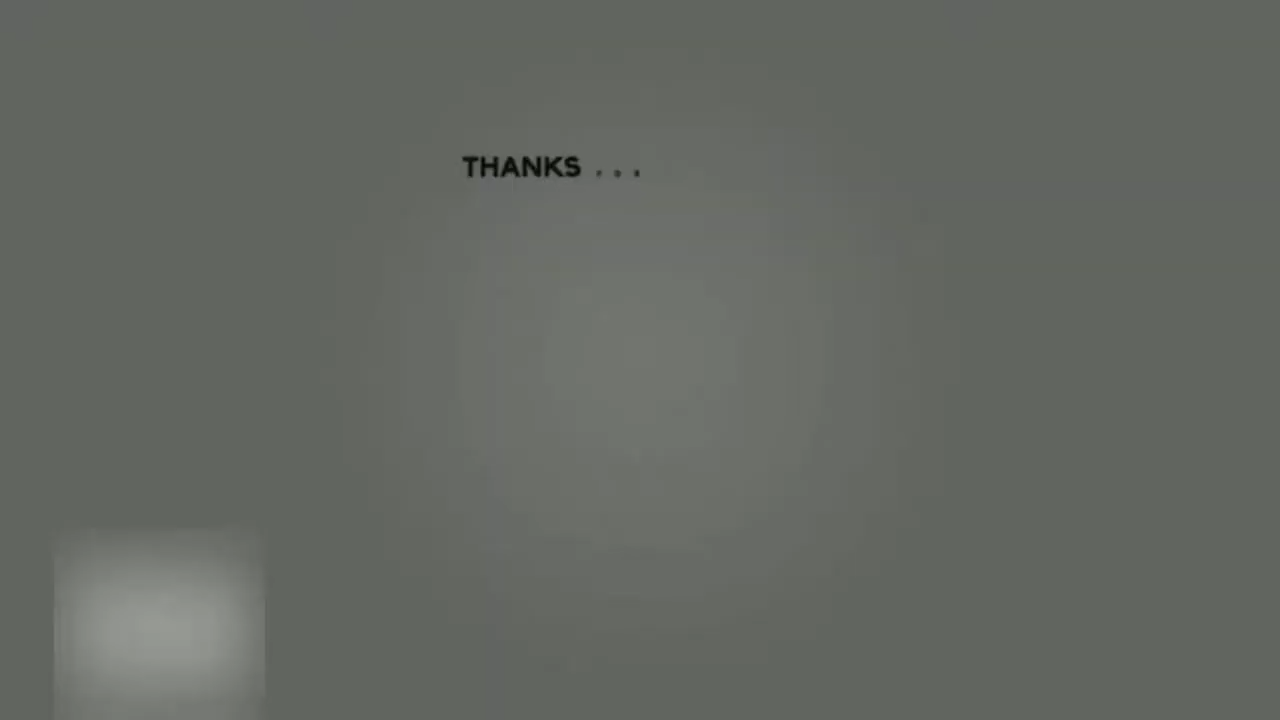 THANKS . . .